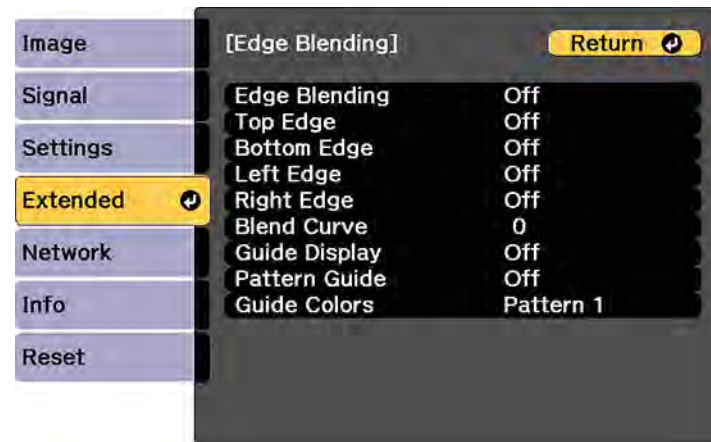 Image
Signal
Settings
Extended
Network
Info
Reset
[Edge Blending]
Return
Edge Blending Off
Top Edge Off
Bottom Edge Off
Left Edge Off
Right Edge Off
Blend Curve 0
Guide Display Off
Pattern Guide Off
Guide Colors Pattern 1